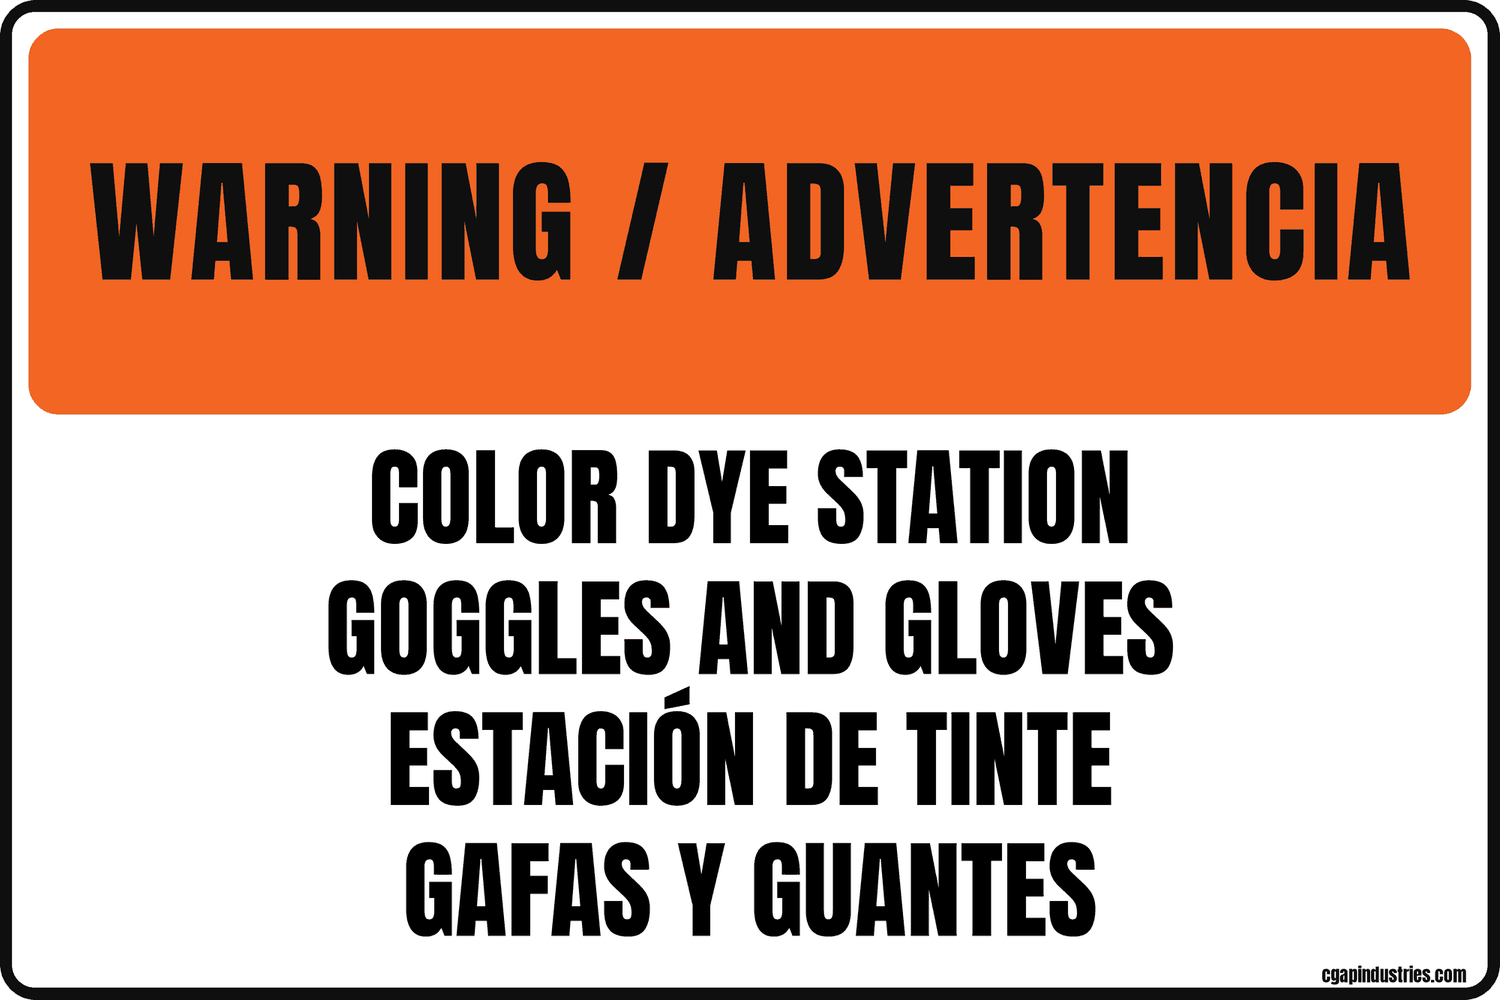 WARNING / ADVERTENCIA
COLOR DYE STATION
GOGGLES AND GLOVES
ESTACIÓN DE TINTE
GAFAS Y GUANTES
cgapindustries.com